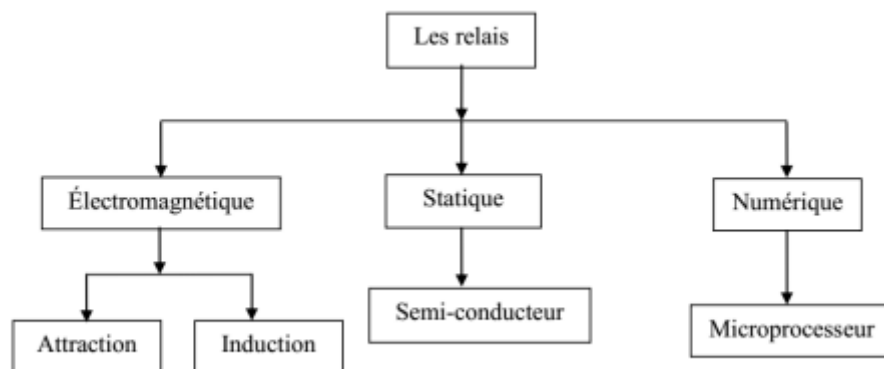 Les relais
Électromagnétique
Statique
Numérique
Attraction
Induction
Semi-conducteur
Microprocesseur